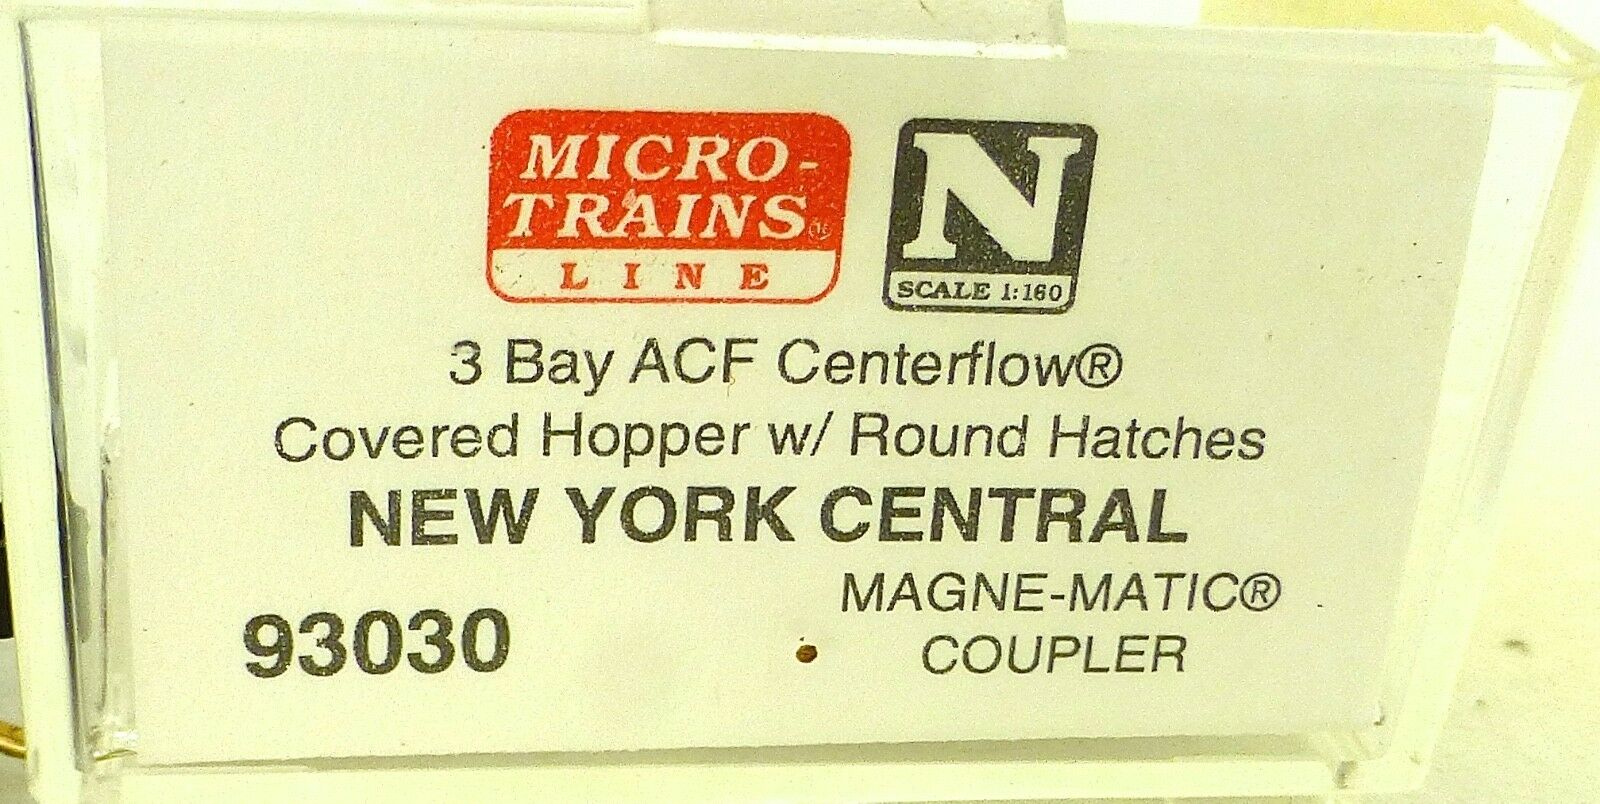 MICRO-
TRAINS®
LINE
N
SCALE 1:160
3 Bay ACF Centerflow®
Covered Hopper w/ Round Hatches
NEW YORK CENTRAL
93030
MAGNE-MATIC®
COUPLER